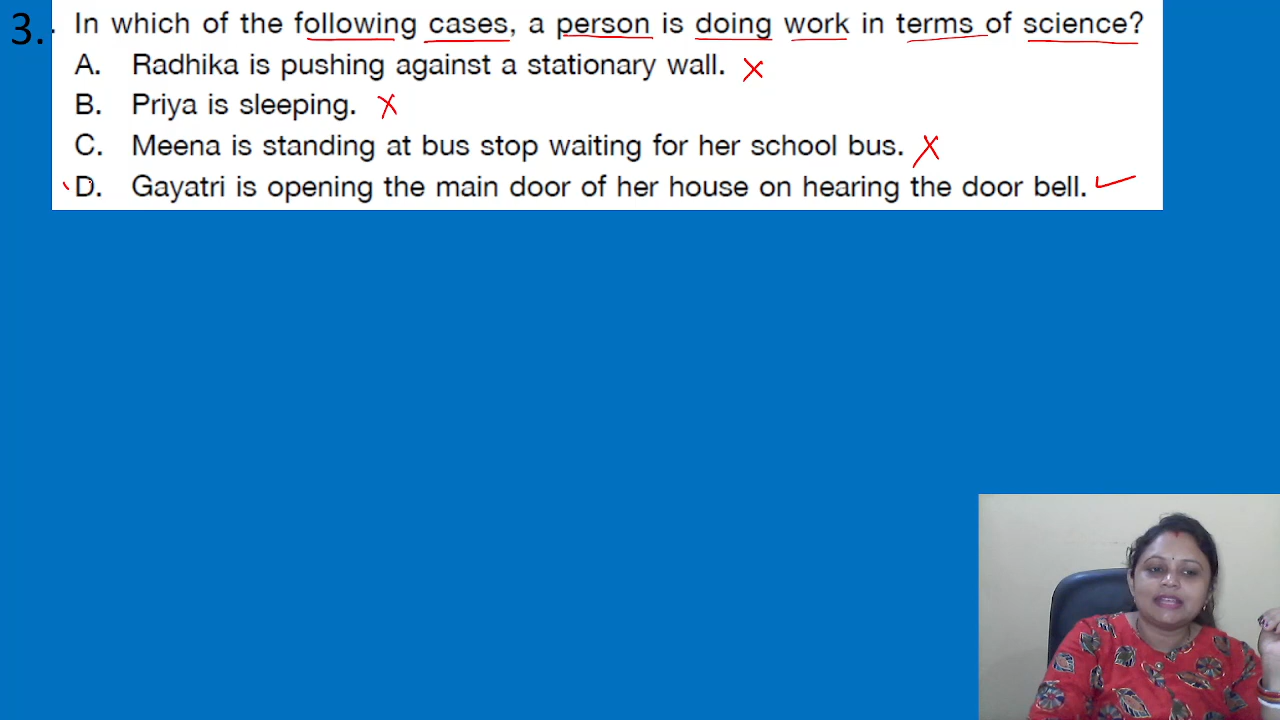 3. . In which of the following cases, a person is doing work in terms of science?
A. Radhika is pushing against a stationary wall.
B. Priya is sleeping.
C. Meena is standing at bus stop waiting for her school bus.
D. Gayatri is opening the main door of her house on hearing the door bell.